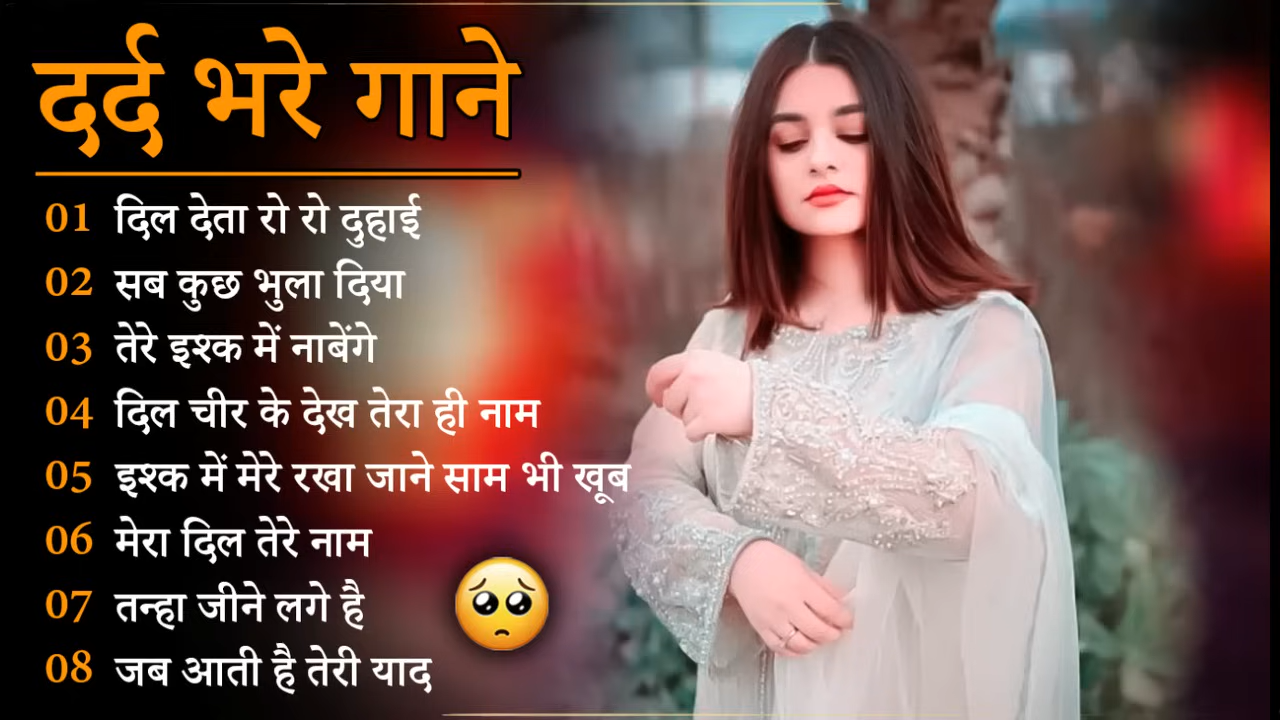 दर्द भरे गाने
01 दिल देता रो रो दुहाई
02 सब कुछ भुला दिया
03 तेरे इश्क में नाबेंगे
04 दिल चीर के देख तेरा ही नाम
05 इश्क में मेरे रखा जाने साम भी खूब
06 मेरा दिल तेरे नाम
07 तन्हा जीने लगे है
08 जब आती है तेरी याद